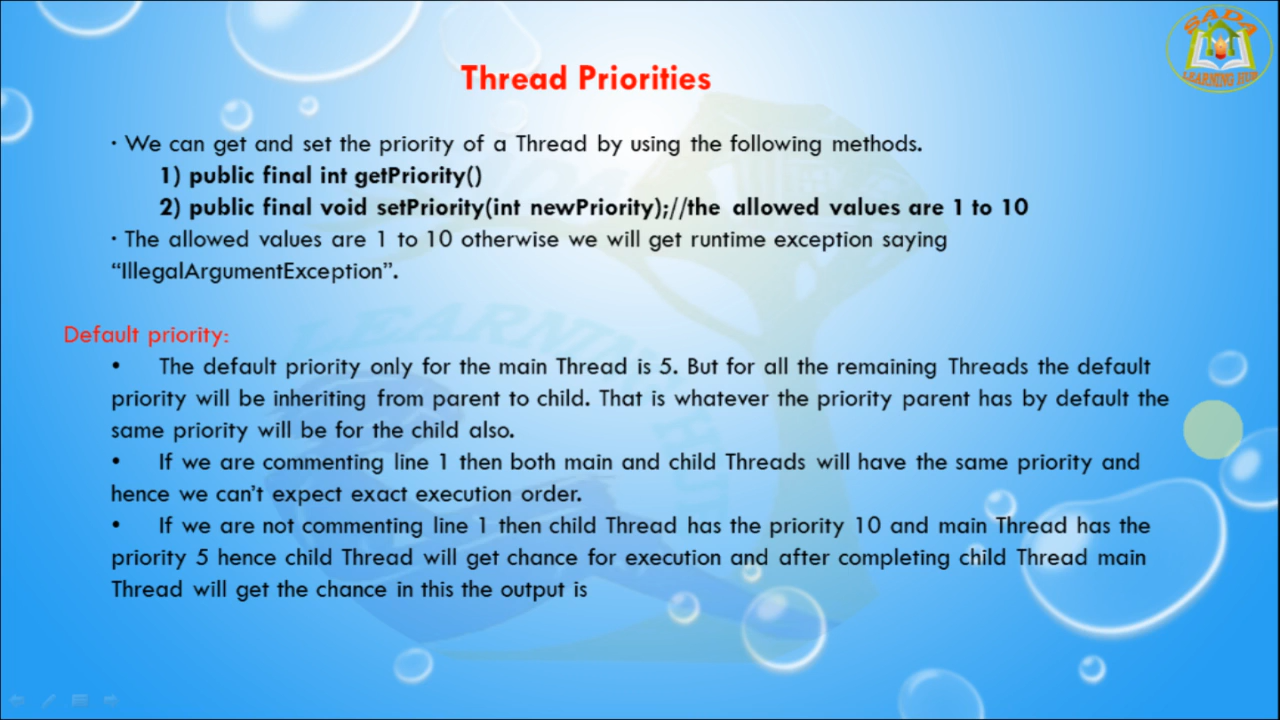 SADA
LEARNING HUB
Thread Priorities
· We can get and set the priority of a Thread by using the following methods.
1) public final int getPriority()
2) public final void setPriority(int newPriority);//the allowed values are 1 to 10
· The allowed values are 1 to 10 otherwise we will get runtime exception saying
“IllegalArgumentException”.
Default priority:
• The default priority only for the main Thread is 5. But for all the remaining Threads the default
priority will be inheriting from parent to child. That is whatever the priority parent has by default the
same priority will be for the child also.
• If we are commenting line 1 then both main and child Threads will have the same priority and
hence we can’t expect exact execution order.
• If we are not commenting line 1 then child Thread has the priority 10 and main Thread has the
priority 5 hence child Thread will get chance for execution and after completing child Thread main
Thread will get the chance in this the output is
SADA
LEARNING HUB